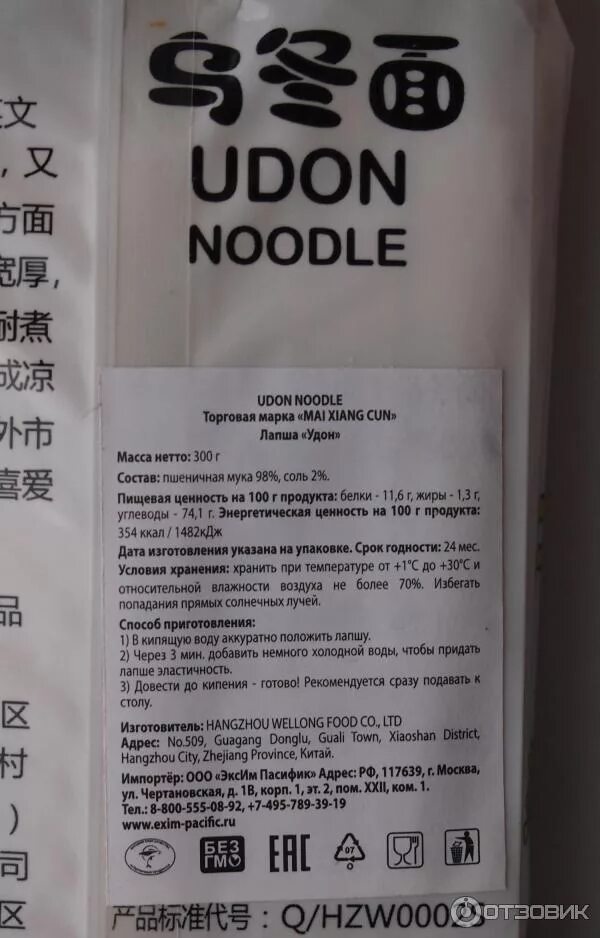 乌冬面
UDON
NOODLE
文
，又
方面
宽厚，
耐煮
成凉
外市
喜爱
品
区
村
）
司
区
UDON NOODLE
Торговая марка «MAI XIANG CUN»
Лапша «Удон»
Масса нетто: 300 г
Состав: пшеничная мука 98%, соль 2%.
Пищевая ценность на 100 г продукта: белки - 11,6 г, жиры - 1,3 г,
углеводы - 74,1 г. Энергетическая ценность на 100 г продукта:
354 ккал / 1482кДж
Дата изготовления указана на упаковке. Срок годности: 24 мес.
Условия хранения: хранить при температуре от +1°С до +30°С и
относительной влажности воздуха не более 70%. Избегать
попадания прямых солнечных лучей.
Способ приготовления:
1) В кипящую воду аккуратно положить лапшу.
2) Через 3 мин. добавить немного холодной воды, чтобы придать
лапше эластичность.
3) Довести до кипения - готово! Рекомендуется сразу подавать к
столу.
Изготовитель: HANGZHOU WELLONG FOOD CO., LTD
Адрес: No.509, Guagang Donglu, Guali Town, Xiaoshan District,
Hangzhou City, Zhejiang Province, Китай.
Импортёр: ООО «ЭксИм Пасифик» Адрес: РФ, 117639, г. Москва,
ул. Чертановская, д. 1В, корп. 1, эт. 2, пом. XXII, ком. 1.
Тел.: 8-800-555-08-92, +7-495-789-39-19
www.exim-pacific.ru
БЕЗ
ГМО
EAC
07
产品标准代号：Q/HZW0002S
ОТЗОВИК